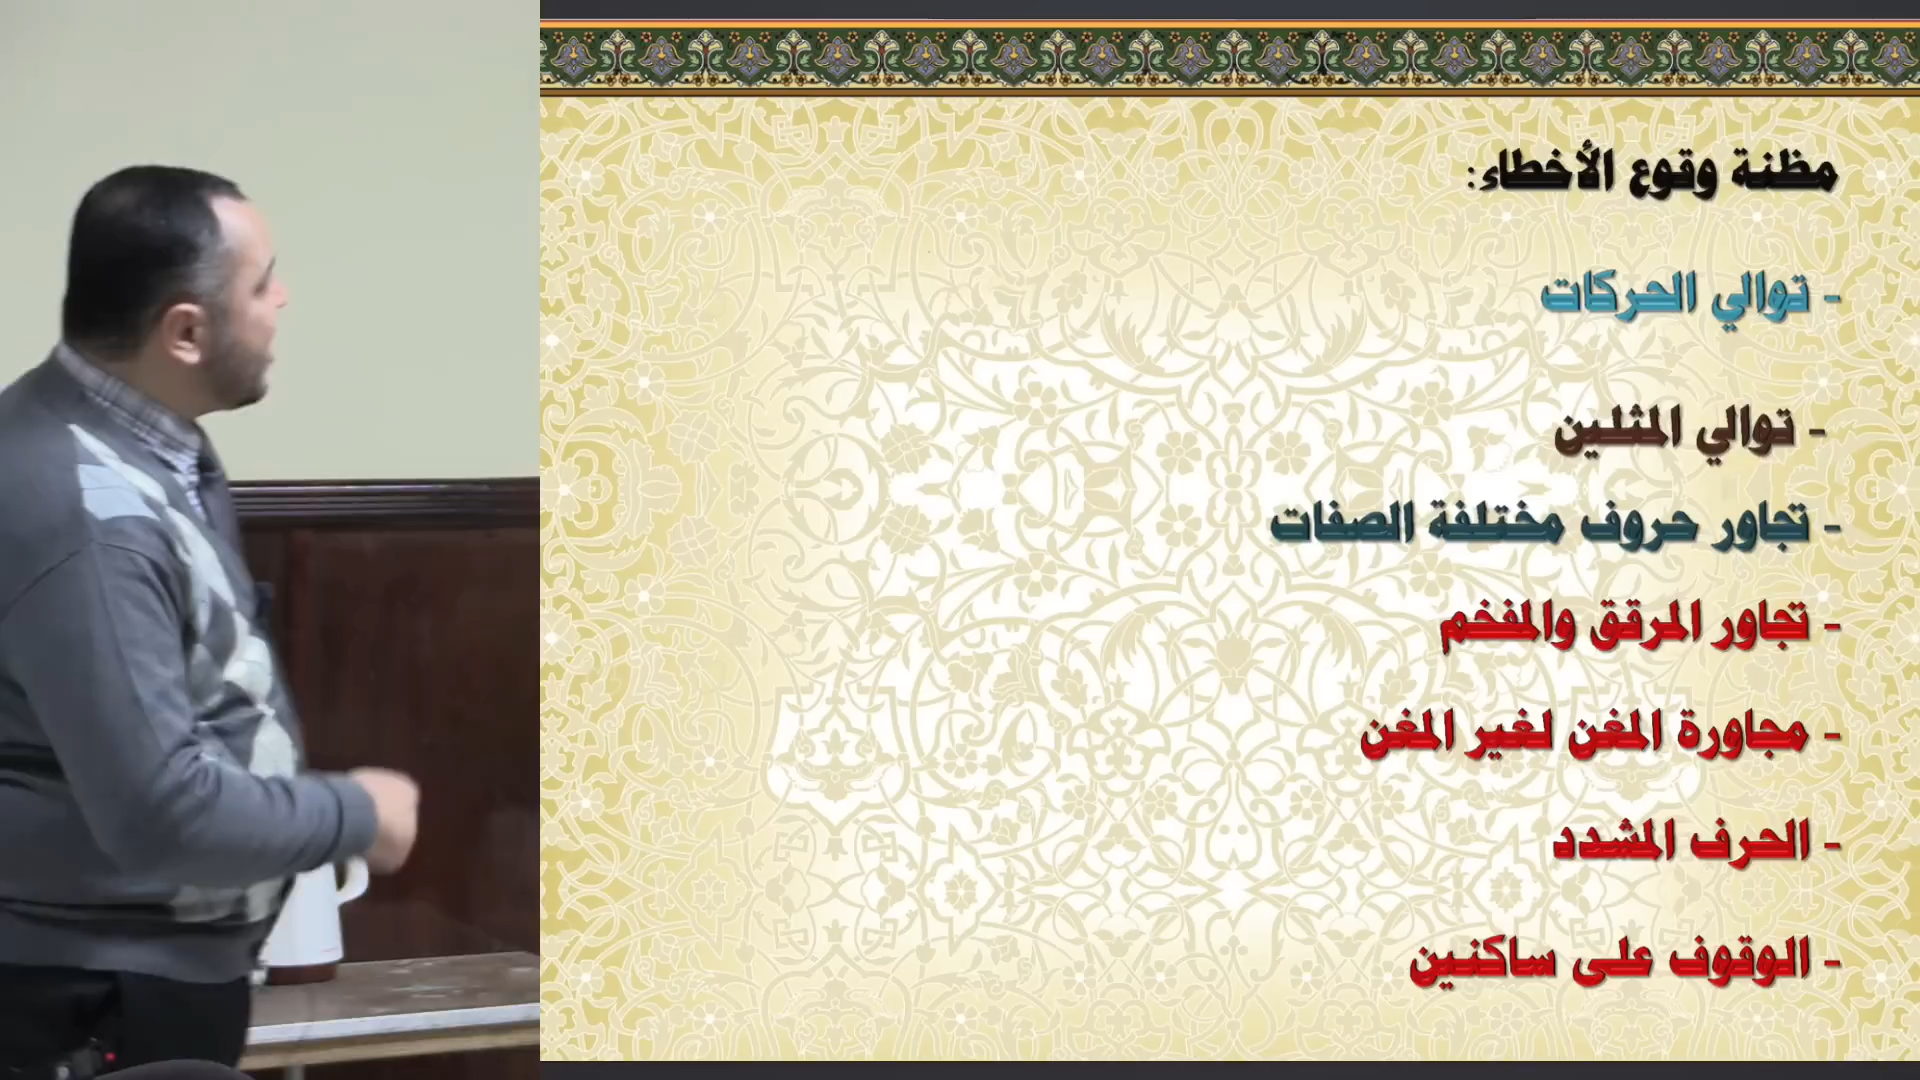 مظنة وقوع الأخطاء:
- توالي الحركات
- توالي المثلين
- تجاور حروف مختلفة الصفات
- تجاور المرقق والمفخم
- مجاورة المغن لغير المغن
- الحرف المشدد
- الوقوف على ساكنين